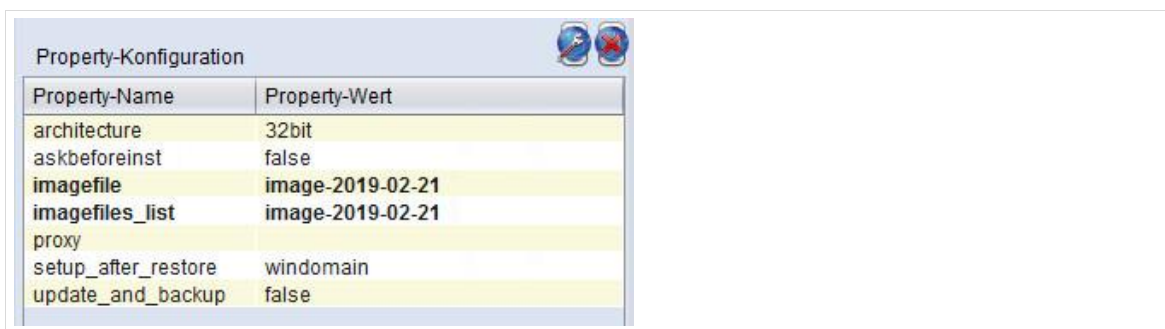 Property-Konfiguration
Property-Name Property-Wert
architecture 32bit
askbeforeinst false
imagefile image-2019-02-21
imagefiles_list image-2019-02-21
proxy
setup_after_restore windomain
update_and_backup false